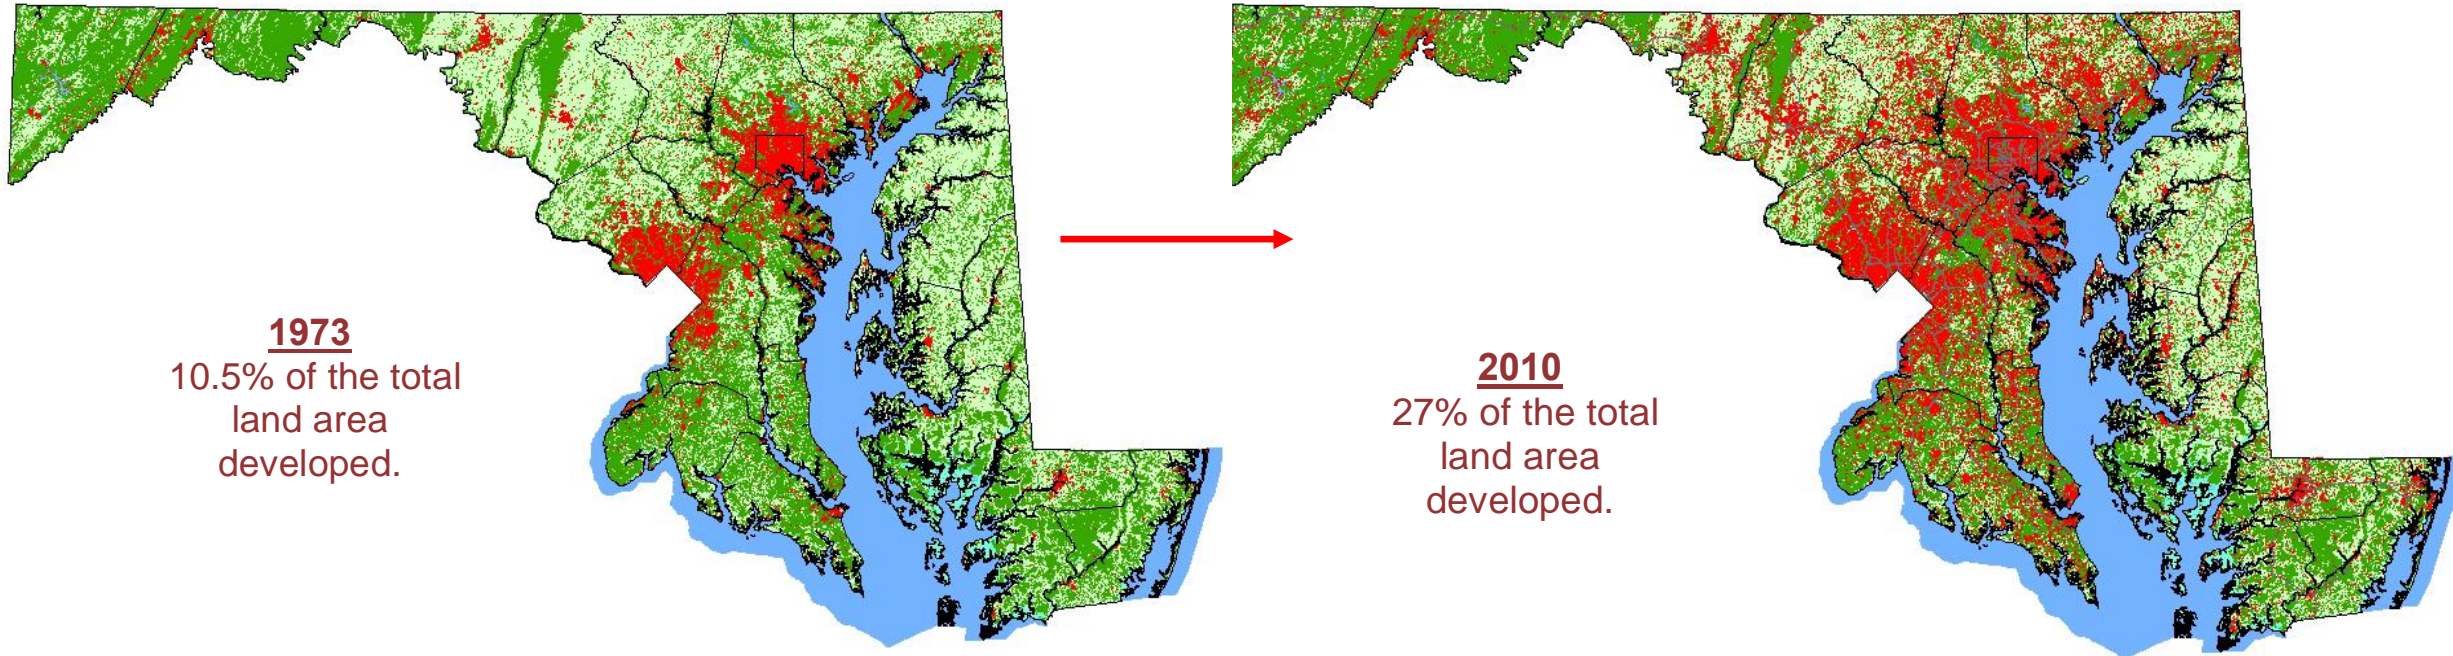 1973
10.5% of the total
land area
developed.
2010
27% of the total
land area
developed.